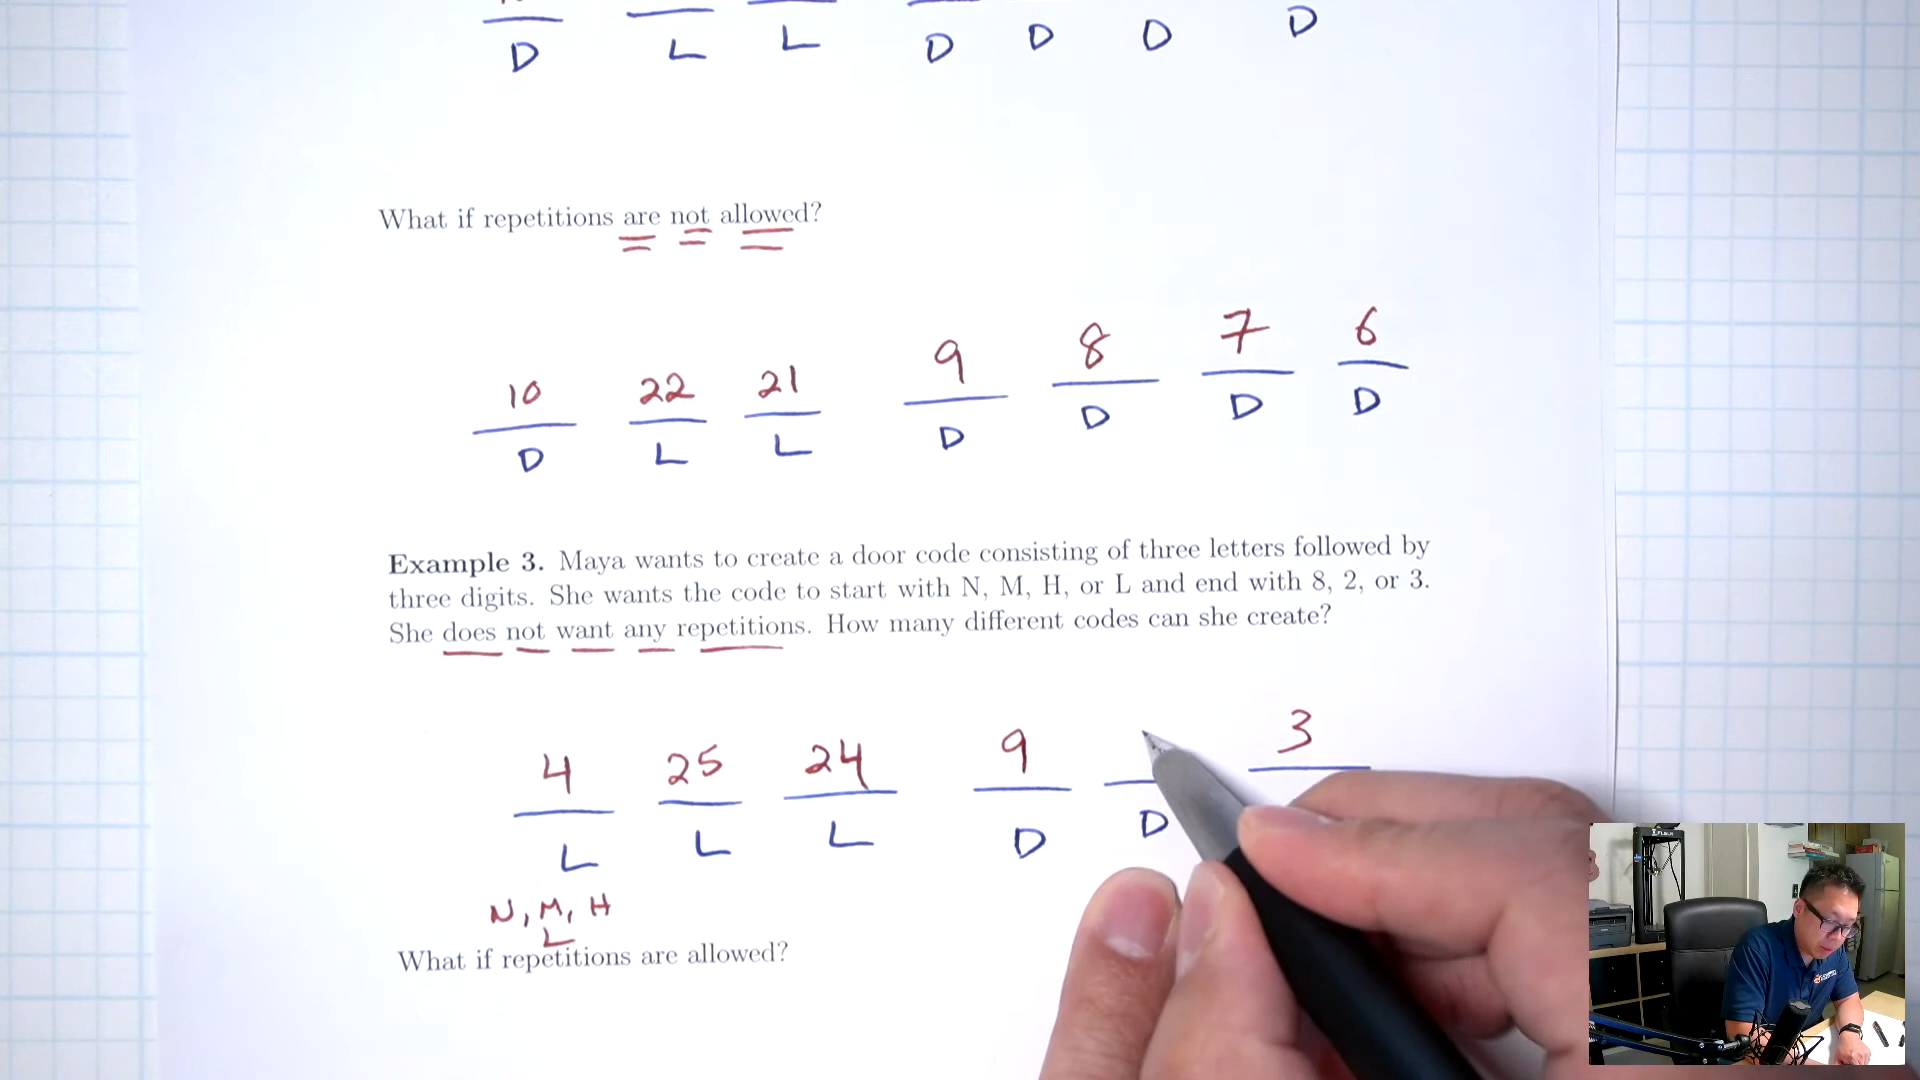 D L L D D D D
What if repetitions are not allowed?
10 22 21 9 8 7 6
D L L D D D D
Example 3. Maya wants to create a door code consisting of three letters followed by
three digits. She wants the code to start with N, M, H, or L and end with 8, 2, or 3.
She does not want any repetitions. How many different codes can she create?
4 25 24 9 3
L L L D D
N, M, H
L
What if repetitions are allowed?